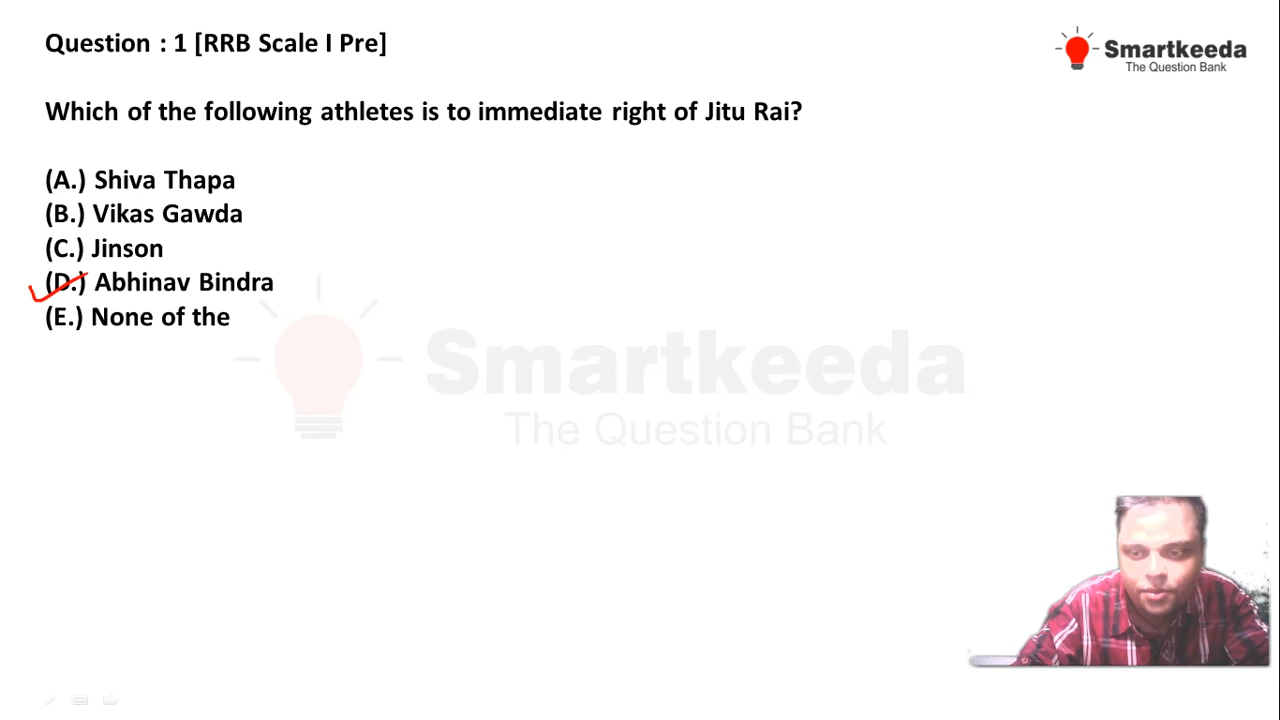 Question : 1 [RRB Scale I Pre]
Smartkeeda
The Question Bank
Which of the following athletes is to immediate right of Jitu Rai?
(A.) Shiva Thapa
(B.) Vikas Gawda
(C.) Jinson
(D.) Abhinav Bindra
(E.) None of the
Smartkeeda
The Question Bank